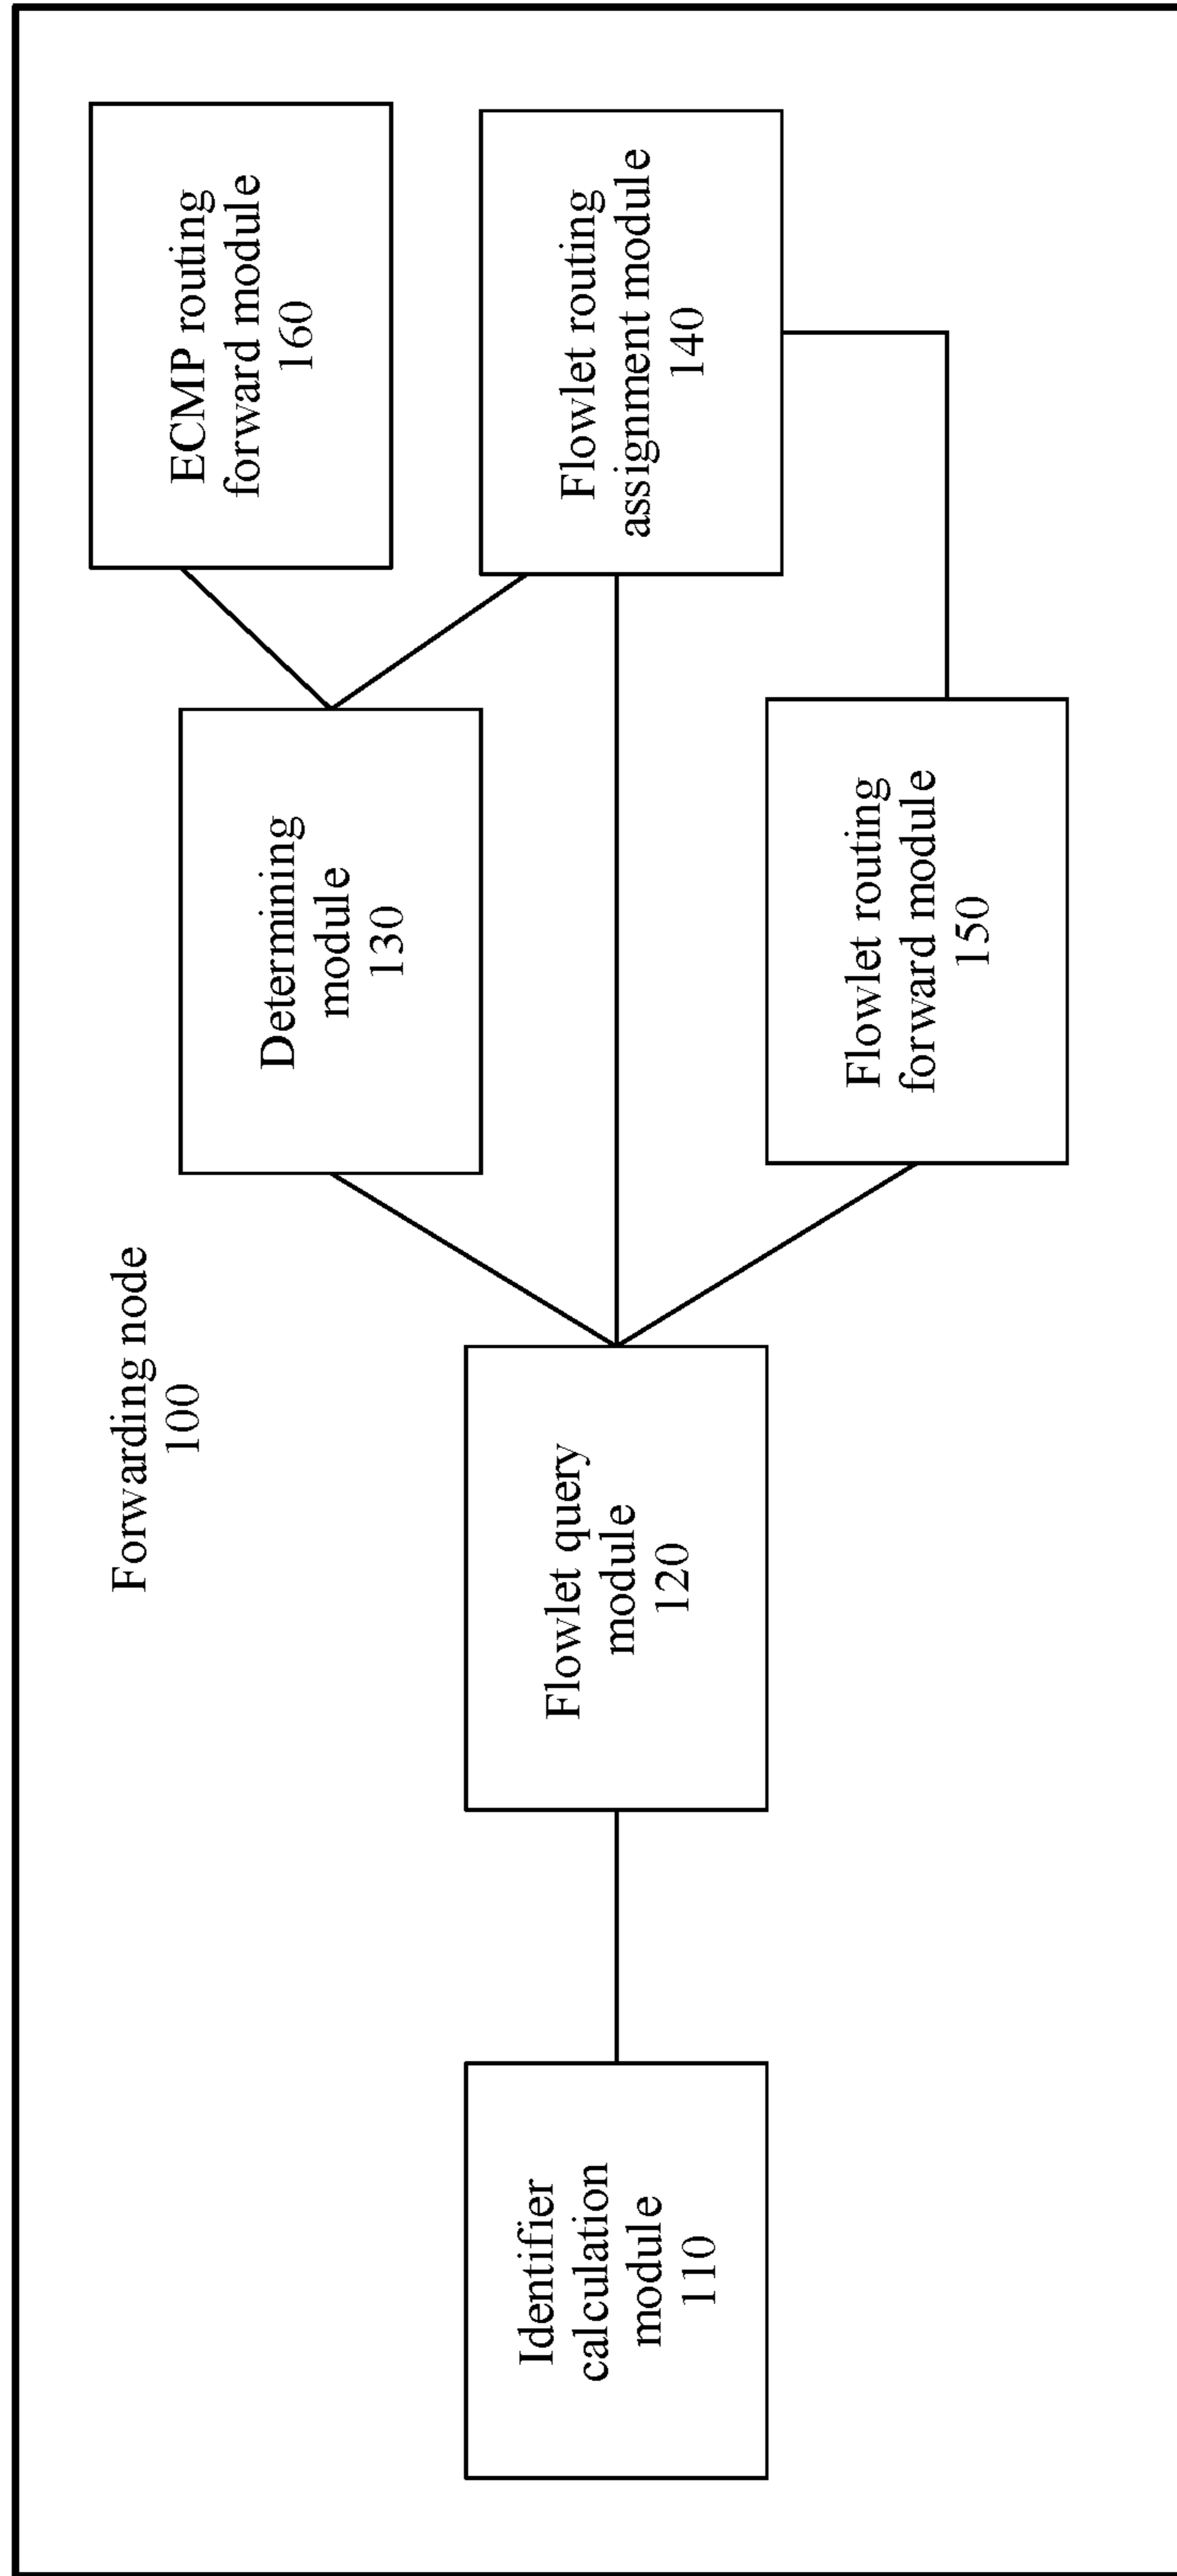 Forwarding node
100
Identifier
calculation
module
110
Flowlet query
module
120
Determining
module
130
ECMP routing
forward module
160
Flowlet routing
assignment module
140
Flowlet routing
forward module
150